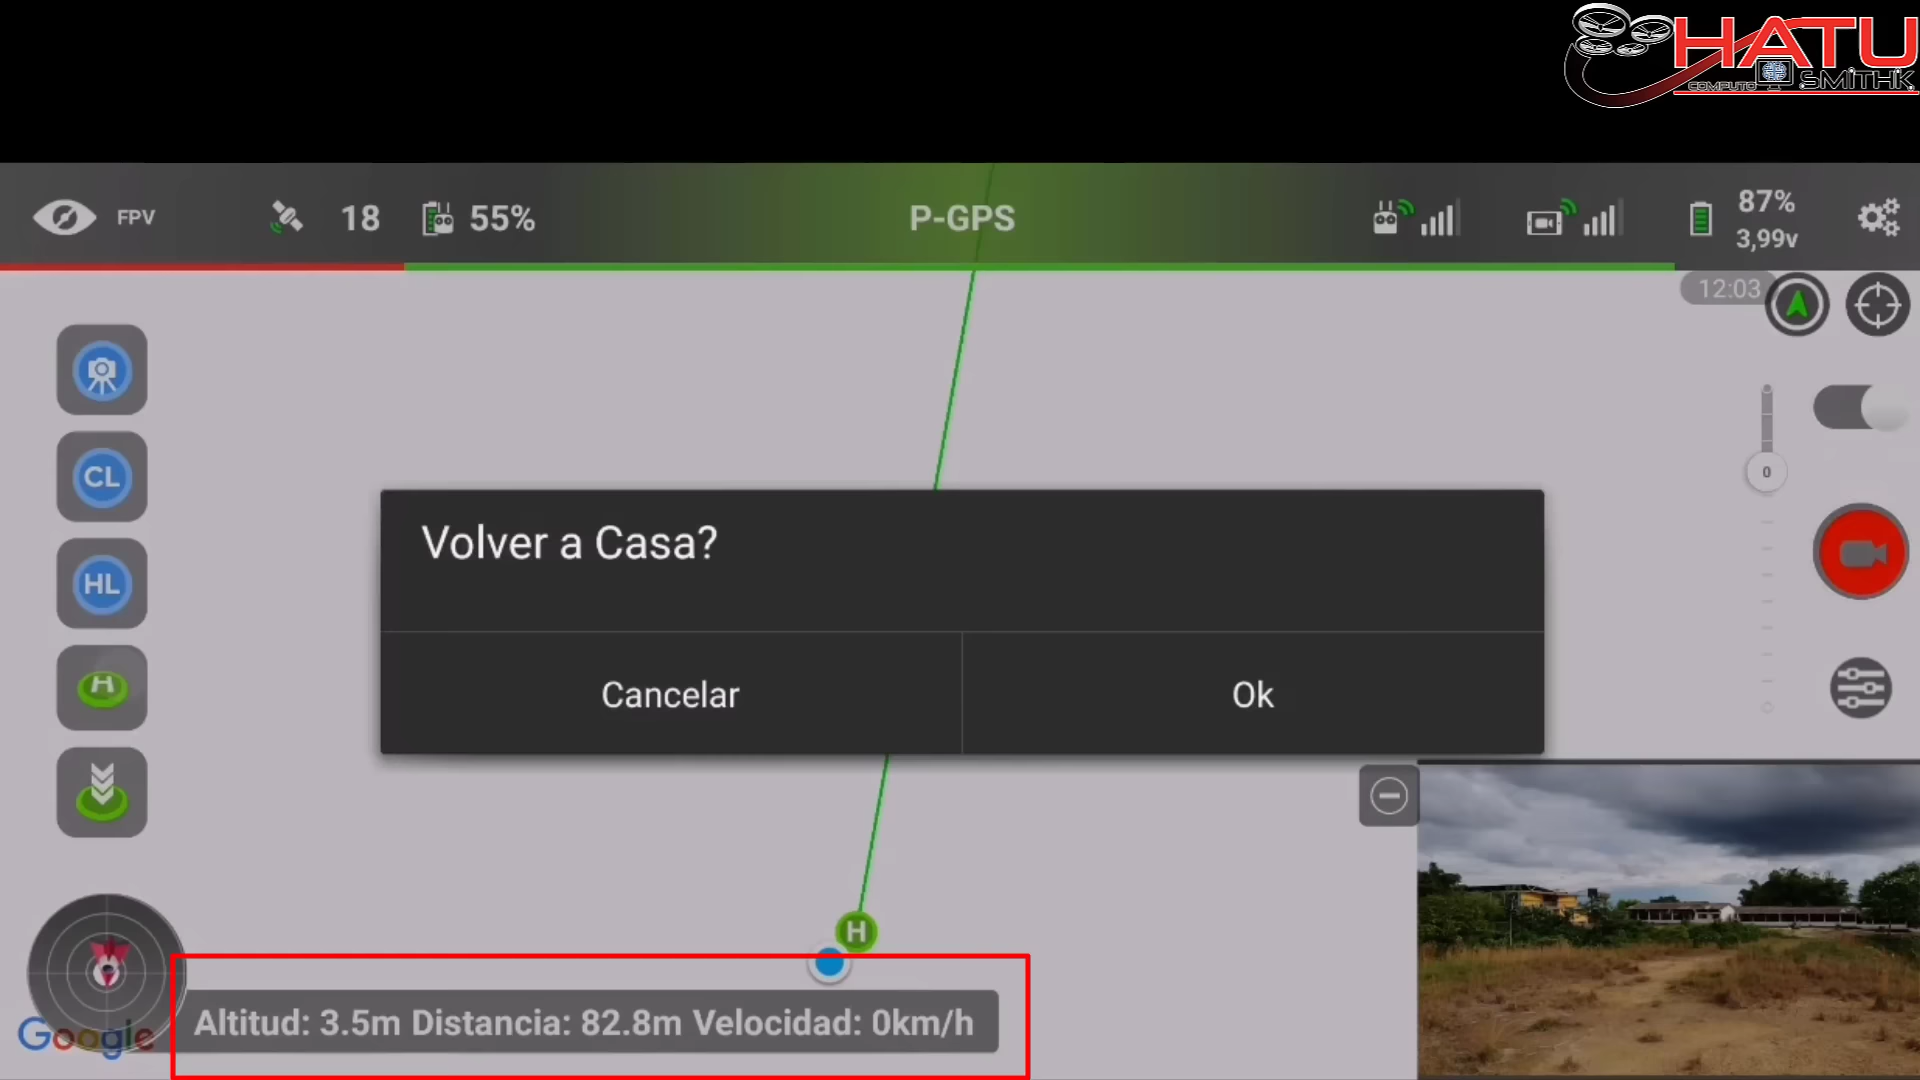 HATU
COMPUTO SMITHK
FPV
18
55%
P-GPS
87%
3,99v
12:03
CL
HL
H
0
Volver a Casa?
Cancelar
Ok
H
Altitud: 3.5m Distancia: 82.8m Velocidad: 0km/h
Google